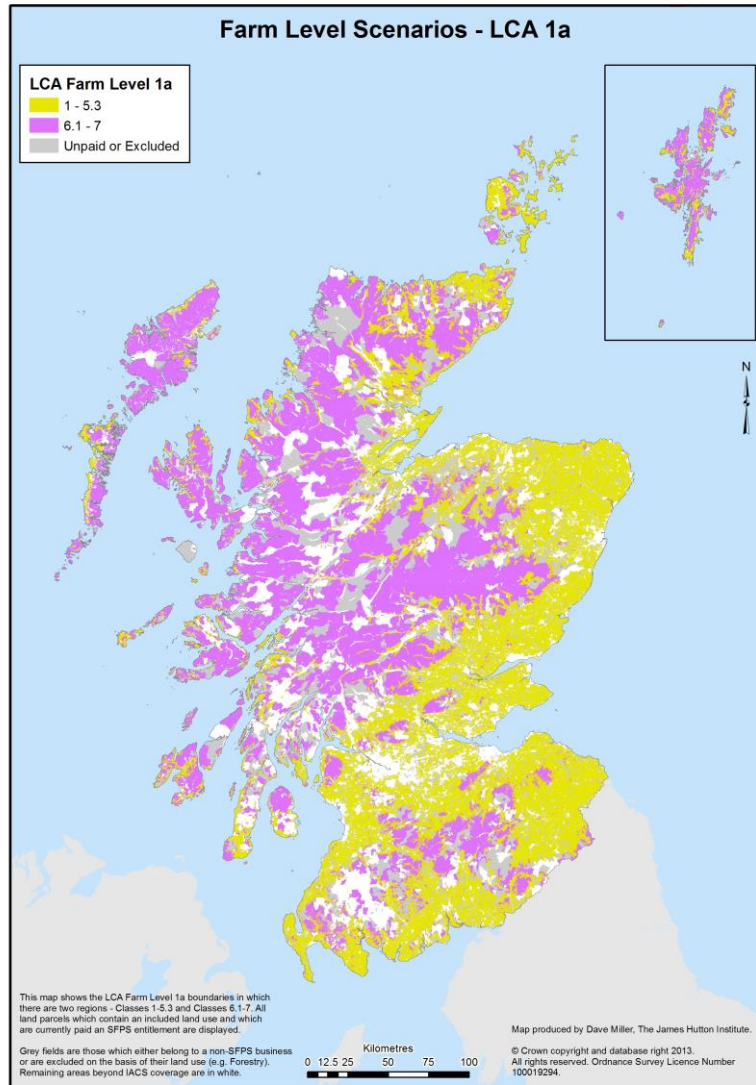 Farm Level Scenarios - LCA 1a
LCA Farm Level 1a
1 - 5.3
6.1 - 7
Unpaid or Excluded
N
This map shows the LCA Farm Level 1a boundaries in which
there are two regions - Classes 1-5.3 and Classes 6.1-7. All
land parcels which contain an included land use and which
are currently paid an SFPS entitlement are displayed.
Grey fields are those which either belong to a non-SFPS business
or are excluded on the basis of their land use (e.g. Forestry).
Remaining areas beyond IACS coverage are in white.
Kilometres
0 12.5 25 50 75 100
Map produced by Dave Miller, The James Hutton Institute.
© Crown copyright and database right 2013.
All rights reserved. Ordnance Survey Licence Number
100019294.